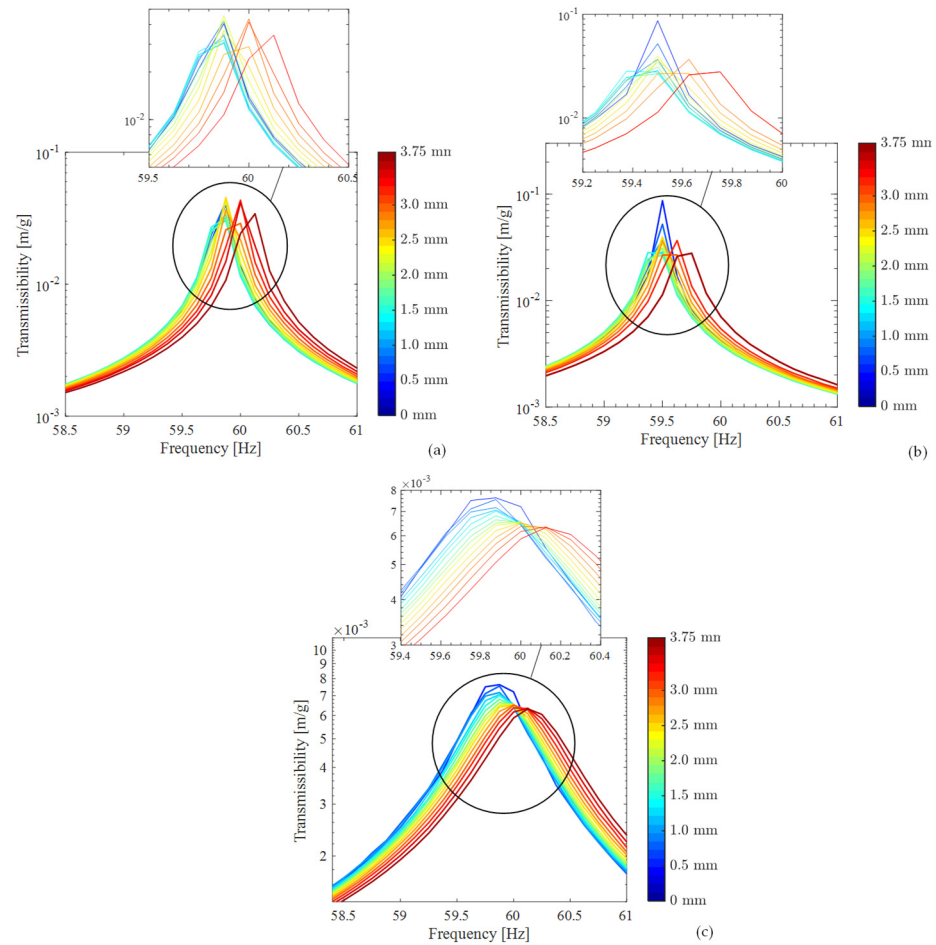 10^-2
59.5 60 60.5
10^-1
10^-2
10^-3
Transmissibility [m/g]
58.5 59 59.5 60 60.5 61
Frequency [Hz]
3.75 mm
3.0 mm
2.5 mm
2.0 mm
1.5 mm
1.0 mm
0.5 mm
0 mm
(a)
10^-1
10^-2
59.2 59.4 59.6 59.8 60
10^-1
10^-2
10^-3
Transmissibility [m/g]
58.5 59 59.5 60 60.5 61
Frequency [Hz]
3.75 mm
3.0 mm
2.5 mm
2.0 mm
1.5 mm
1.0 mm
0.5 mm
0 mm
(b)
×10^-3
8
7
6
5
4
3
59.4 59.6 59.8 60 60.2 60.4
×10^-3
10
9
8
7
6
5
4
3
2
Transmissibility [m/g]
58.5 59 59.5 60 60.5 61
Frequency [Hz]
3.75 mn
3.0 mm
2.5 mm
2.0 mm
1.5 mm
1.0 mm
0.5 mm
0 mm
(c)